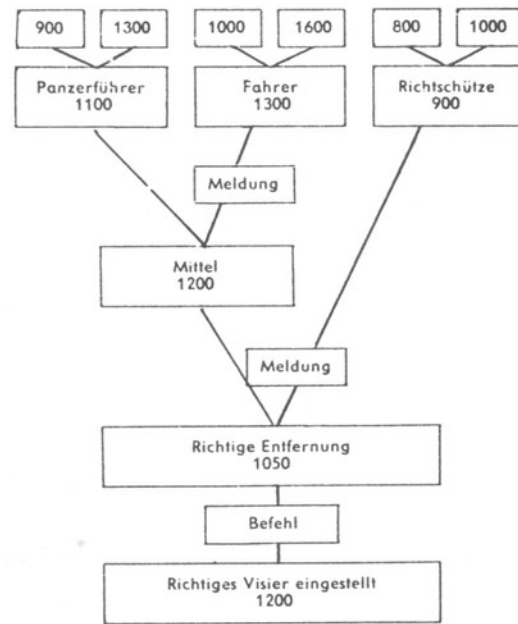 900 1300 1000 1600 800 1000
Panzerführer Fahrer Richtschütze
1100 1300 900
Meldung
Mittel
1200
Meldung
Richtige Entfernung
1050
Befehl
Richtiges Visier eingestellt
1200